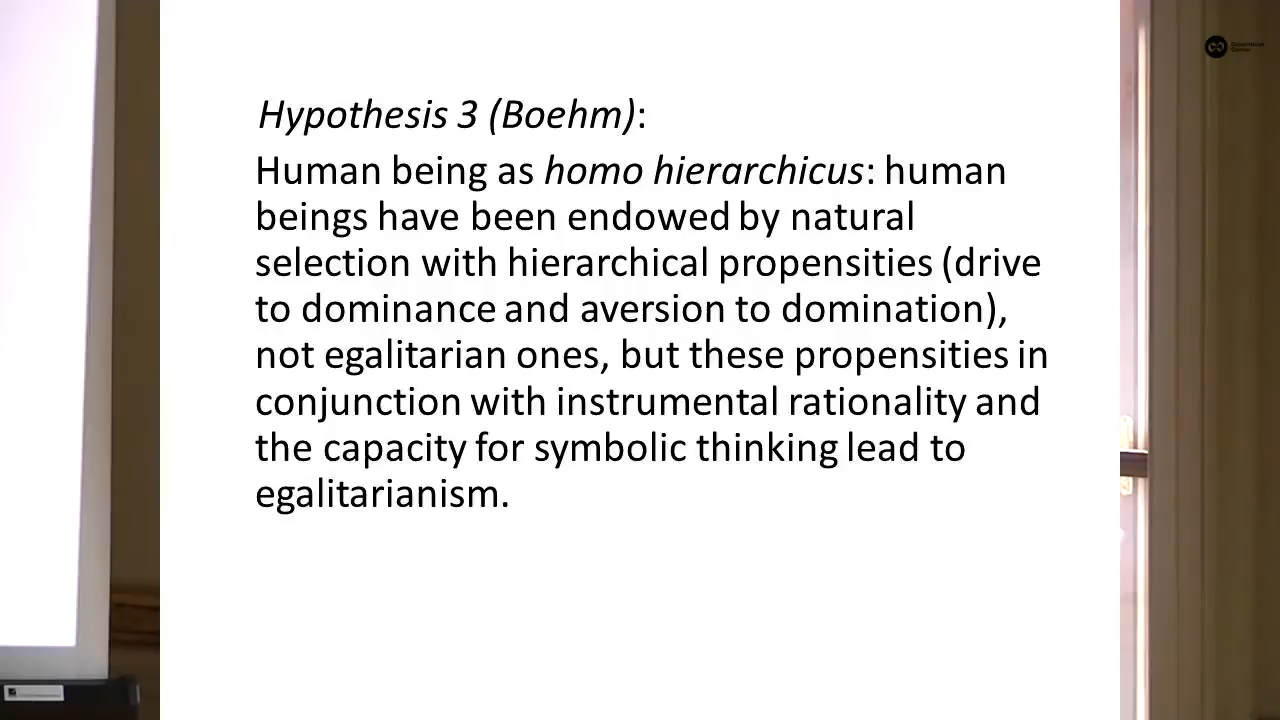 Hypothesis 3 (Boehm):
Human being as homo hierarchicus: human
beings have been endowed by natural
selection with hierarchical propensities (drive
to dominance and aversion to domination),
not egalitarian ones, but these propensities in
conjunction with instrumental rationality and
the capacity for symbolic thinking lead to
egalitarianism.